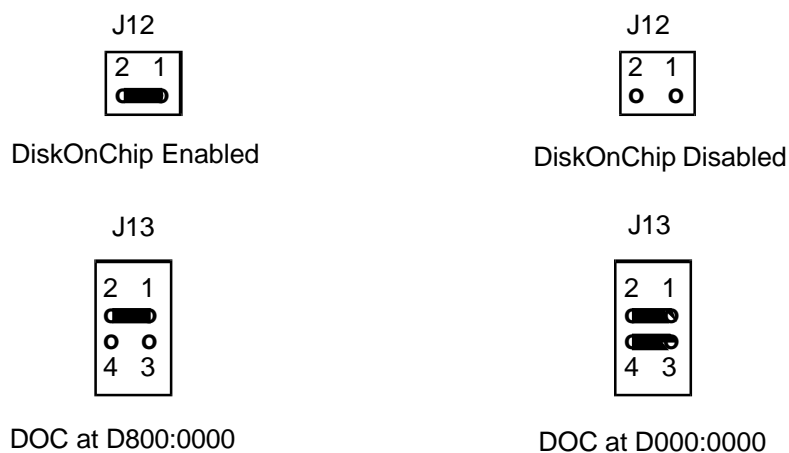 J12
2 1
DiskOnChip Enabled
J12
2 1
DiskOnChip Disabled
J13
2 1
4 3
DOC at D800:0000
J13
2 1
4 3
DOC at D000:0000